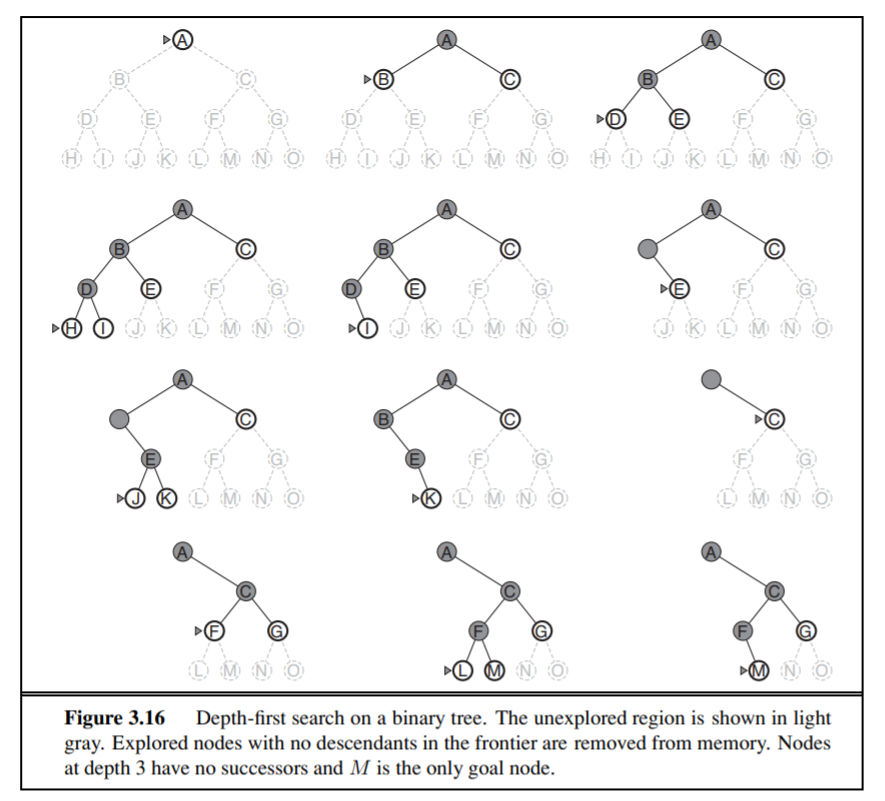 A A A
B C B C B C
D E F G D E F G D E F G
H I J K L M N O H I J K L M N O H I J K L M N O
A A A
B C B C C
D E F G D E F G E F G
H I J K L M N O I J K L M N O J K L M N O
A A
C B C C
E F G E F G F G
J K L M N O K L M N O L M N O
A A A
C C C
F G F G F G
L M N O L M N O M N O
Figure 3.16 Depth-first search on a binary tree. The unexplored region is shown in light
gray. Explored nodes with no descendants in the frontier are removed from memory. Nodes
at depth 3 have no successors and M is the only goal node.